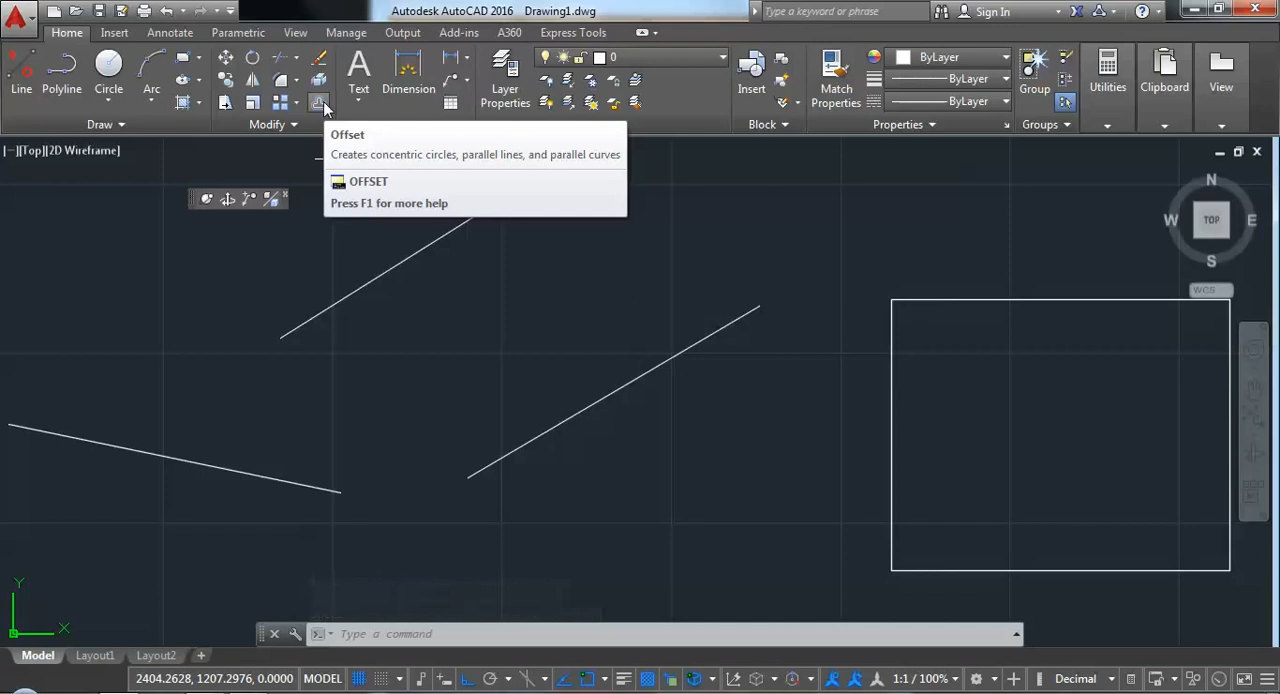 Autodesk AutoCAD 2016 Drawing1.dwg
Type a keyword or phrase
Sign In
Home Insert Annotate Parametric View Manage Output Add-ins A360 Express Tools
Line Polyline Circle Arc
Text Dimension
Layer
Properties
0
Insert
Match
Properties
ByLayer
ByLayer
ByLayer
Group
Utilities Clipboard View
Draw Modify Block Properties Groups
Offset
Creates concentric circles, parallel lines, and parallel curves
OFFSET
Press F1 for more help
[−][Top][2D Wireframe]
N
W TOP E
S
WCS
Y
X
Type a command
Model Layout1 Layout2 +
2404.2628, 1207.2976, 0.0000 MODEL 1:1 / 100% Decimal